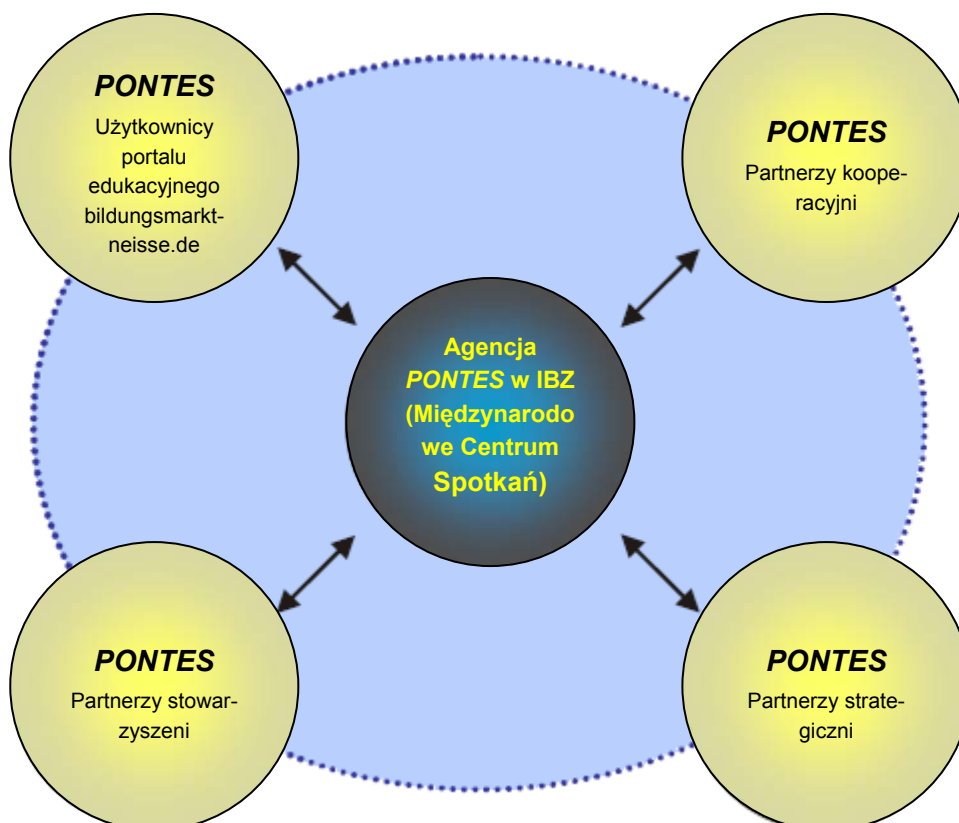 PONTES
Użytkownicy
portalu
edukacyjnego
bildungsmarkt-
neisse.de
PONTES
Partnerzy koope-
racyjni
Agencja
PONTES w IBZ
(Międzynarodo
we Centrum
Spotkań)
PONTES
Partnerzy stowar-
zyszeni
PONTES
Partnerzy strate-
giczni